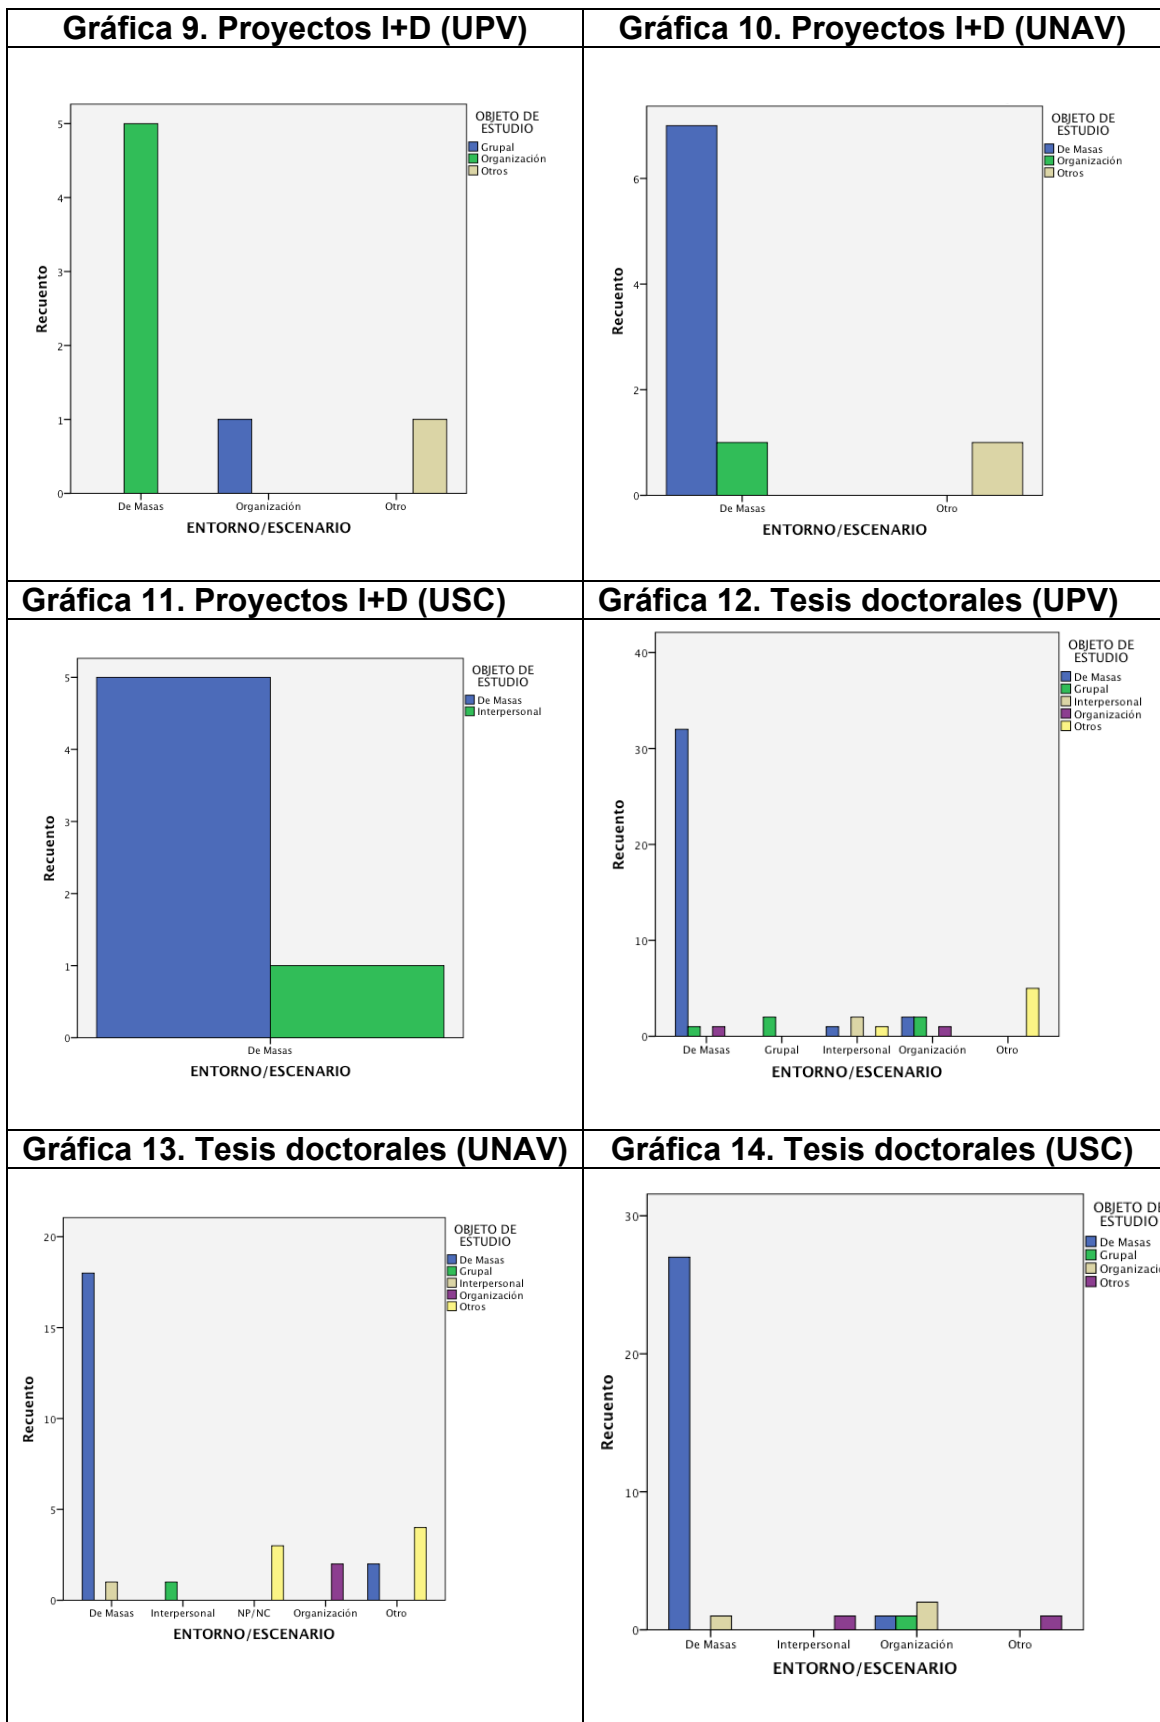 Gráfica 9. Proyectos I+D (UPV)
Gráfica 10. Proyectos I+D (UNAV)
OBJETO DE
ESTUDIO
Grupal
Organización
Otros
5
4
3
2
1
0
Recuento
De Masas
Organización
Otro
ENTORNO/ESCENARIO
OBJETO DE
ESTUDIO
De Masas
Organización
Otros
6
4
2
0
Recuento
De Masas
Otro
ENTORNO/ESCENARIO
Gráfica 11. Proyectos I+D (USC)
Gráfica 12. Tesis doctorales (UPV)
OBJETO DE
ESTUDIO
De Masas
Interpersonal
5
4
3
2
1
0
Recuento
De Masas
ENTORNO/ESCENARIO
OBJETO DE
ESTUDIO
De Masas
Grupal
Interpersonal
Organización
Otros
40
30
20
10
0
Recuento
De Masas
Grupal
Interpersonal
Organización
Otro
ENTORNO/ESCENARIO
Gráfica 13. Tesis doctorales (UNAV)
Gráfica 14. Tesis doctorales (USC)
OBJETO DE
ESTUDIO
De Masas
Grupal
Interpersonal
Organización
Otros
20
15
10
5
0
Recuento
De Masas
Interpersonal
NP/NC
Organización
Otro
ENTORNO/ESCENARIO
OBJETO DE
ESTUDIO
De Masas
Grupal
Organizació
Otros
30
20
10
0
Recuento
De Masas
Interpersonal
Organización
Otro
ENTORNO/ESCENARIO